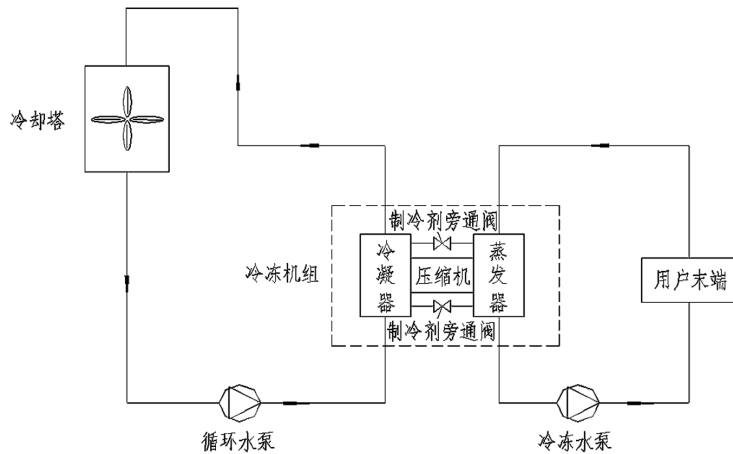 冷却塔
制冷剂旁通阀
冷凝器
压缩机
蒸发器
冷冻机组
用户末端
制冷剂旁通阀
循环水泵
冷冻水泵